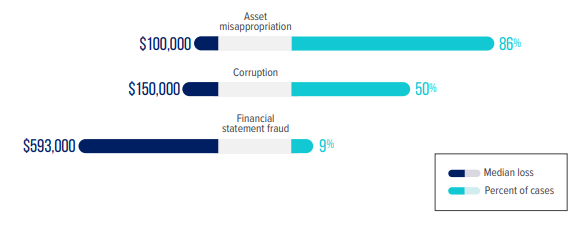 Asset
misappropriation
$100,000
86%
Corruption
$150,000
50%
Financial
statement fraud
$593,000
9%
Median loss
Percent of cases